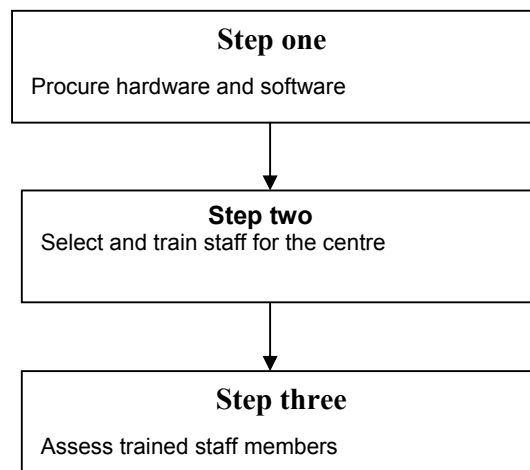 Step one
Procure hardware and software
Step two
Select and train staff for the centre
Step three
Assess trained staff members